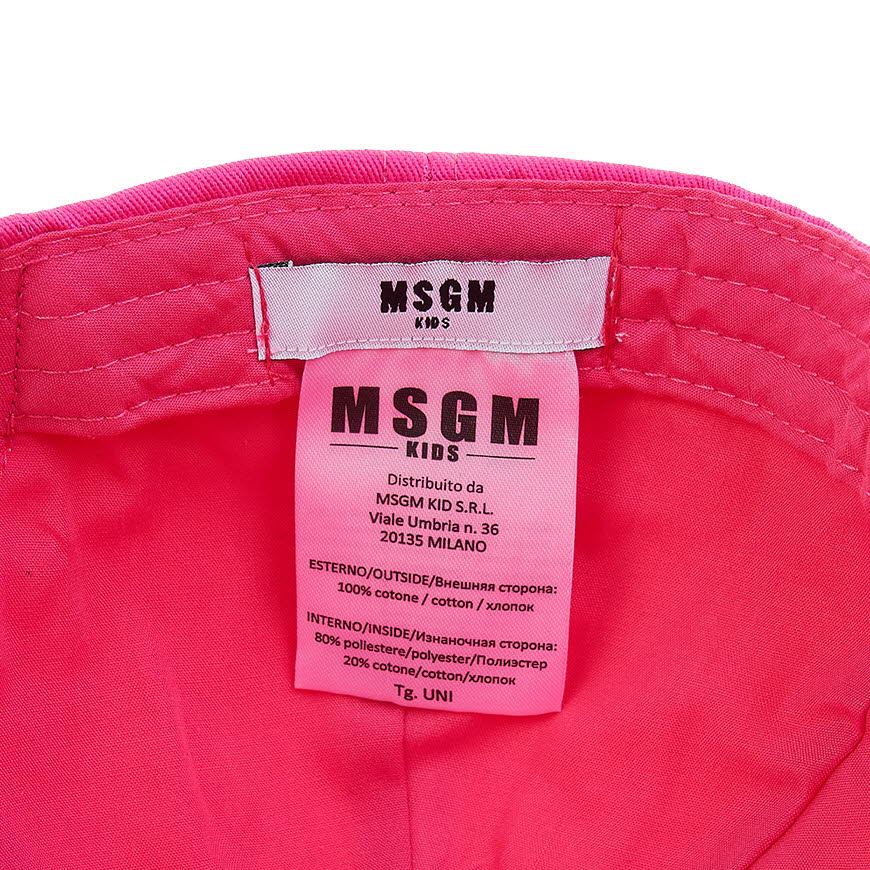 MSGM
KIDS
MSGM
KIDS
Distribuito da
MSGM KID S.R.L.
Viale Umbria n. 36
20135 MILANO
ESTERNO/OUTSIDE/Внешняя сторона:
100% cotone / cotton / хлопок
INTERNO/INSIDE/Изнаночная сторона:
80% poliestere/polyester/Полиэстер
20% cotone/cotton/хлопок
Tg. UNI